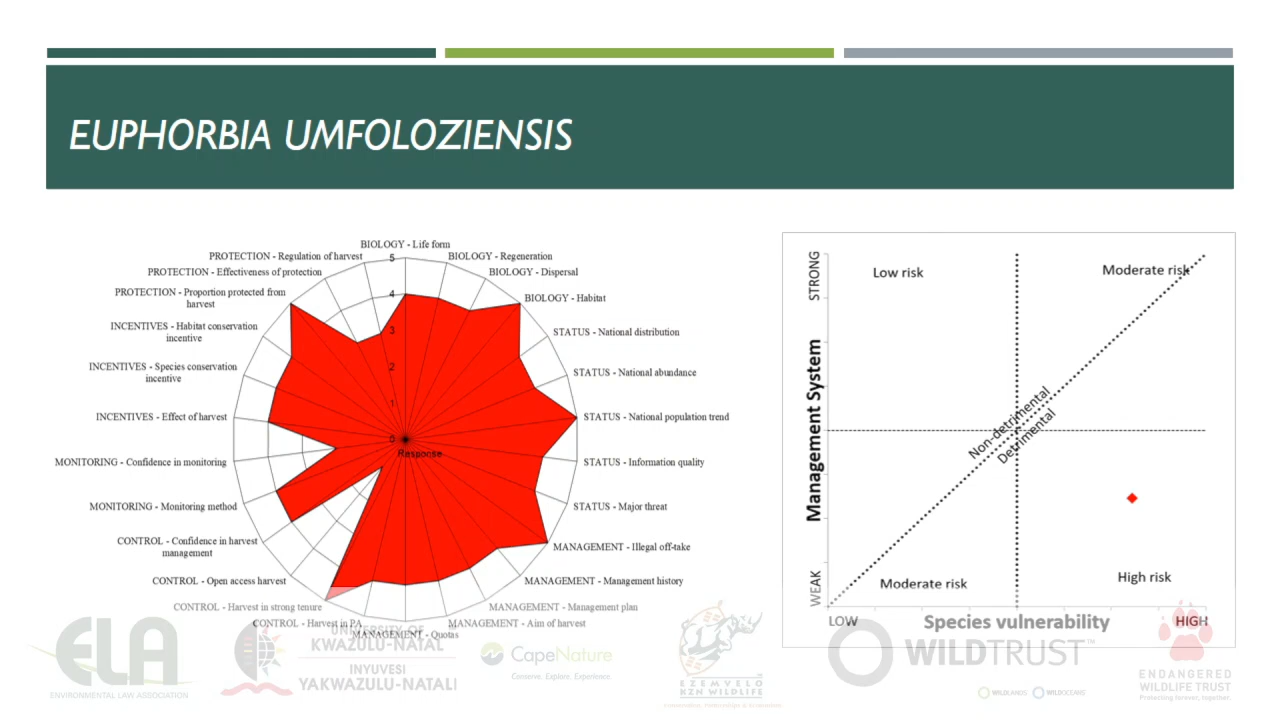 EUPHORBIA UMFOLOZIENSIS
BIOLOGY - Life form
PROTECTION - Regulation of harvest
BIOLOGY - Regeneration
PROTECTION - Effectiveness of protection
BIOLOGY - Dispersal
PROTECTION - Proportion protected from
harvest
BIOLOGY - Habitat
INCENTIVES - Habitat conservation
incentive
STATUS - National distribution
INCENTIVES - Species conservation
incentive
STATUS - National abundance
INCENTIVES - Effect of harvest
STATUS - National population trend
MONITORING - Confidence in monitoring
STATUS - Information quality
MONITORING - Monitoring method
STATUS - Major threat
CONTROL - Confidence in harvest
management
MANAGEMENT - Illegal off-take
CONTROL - Open access harvest
MANAGEMENT - Management history
CONTROL - Harvest in strong tenure
MANAGEMENT - Management plan
CONTROL - Harvest in PA
MANAGEMENT - Aim of harvest
MANAGEMENT - Quotas
5
4
3
2
1
0
Response
STRONG
Management System
WEAK
Low risk
Moderate risk
Non-detrimental
Detrimental
Moderate risk
High risk
LOW
Species vulnerability
HIGH
ELA
ENVIRONMENTAL LAW ASSOCIATION
UNIVERSITY OF
KWAZULU-NATAL
INYUVESI
YAKWAZULU-NATALI
CapeNature
Conserve. Explore. Experience.
EZEMVELO
KZN WILDLIFE
Conservation, Partnerships & Ecotourism
WILDTRUST™
WILDLANDS
WILDOCEANS
ENDANGERED
WILDLIFE TRUST
Protecting forever, together.